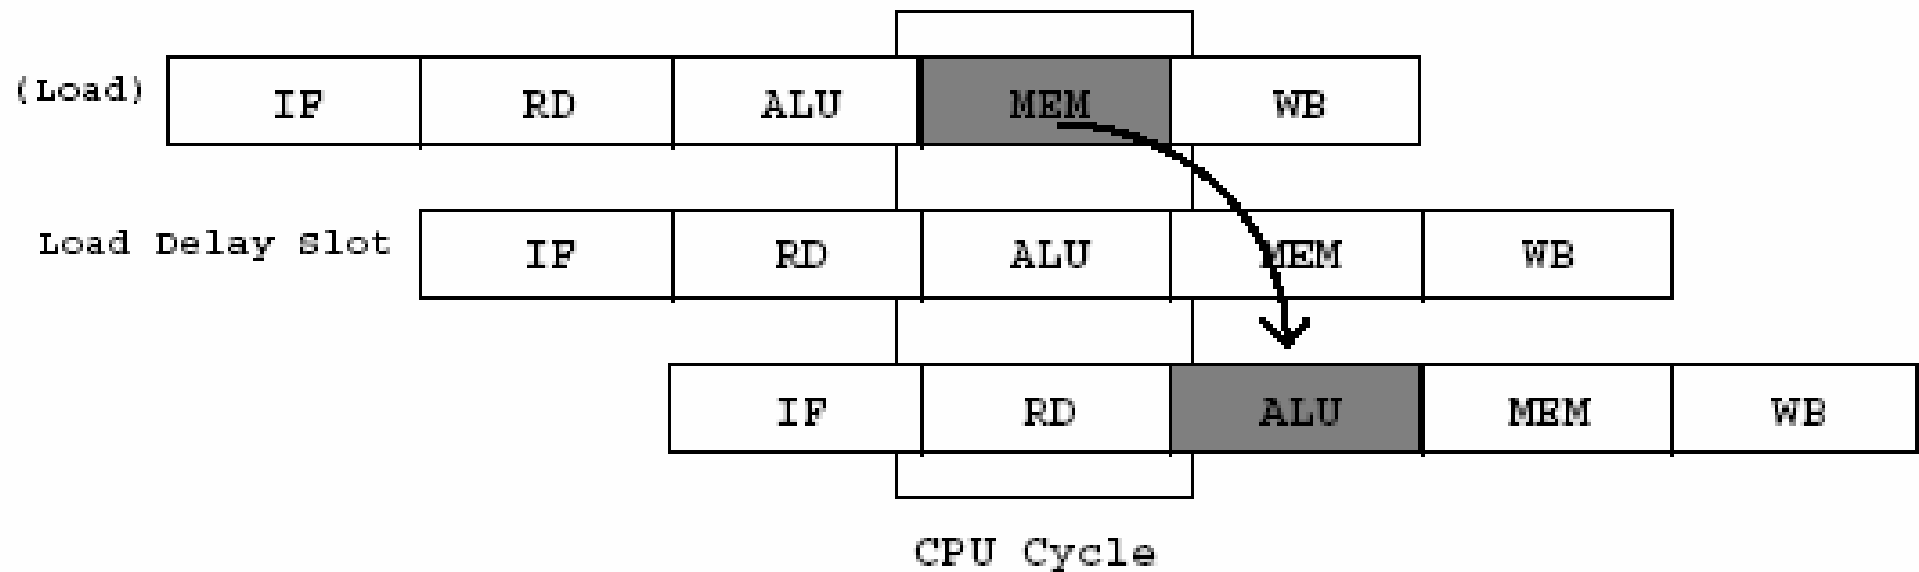 (Load) IF RD ALU MEM WB
Load Delay Slot IF RD ALU MEM WB
IF RD ALU MEM WB
CPU Cycle